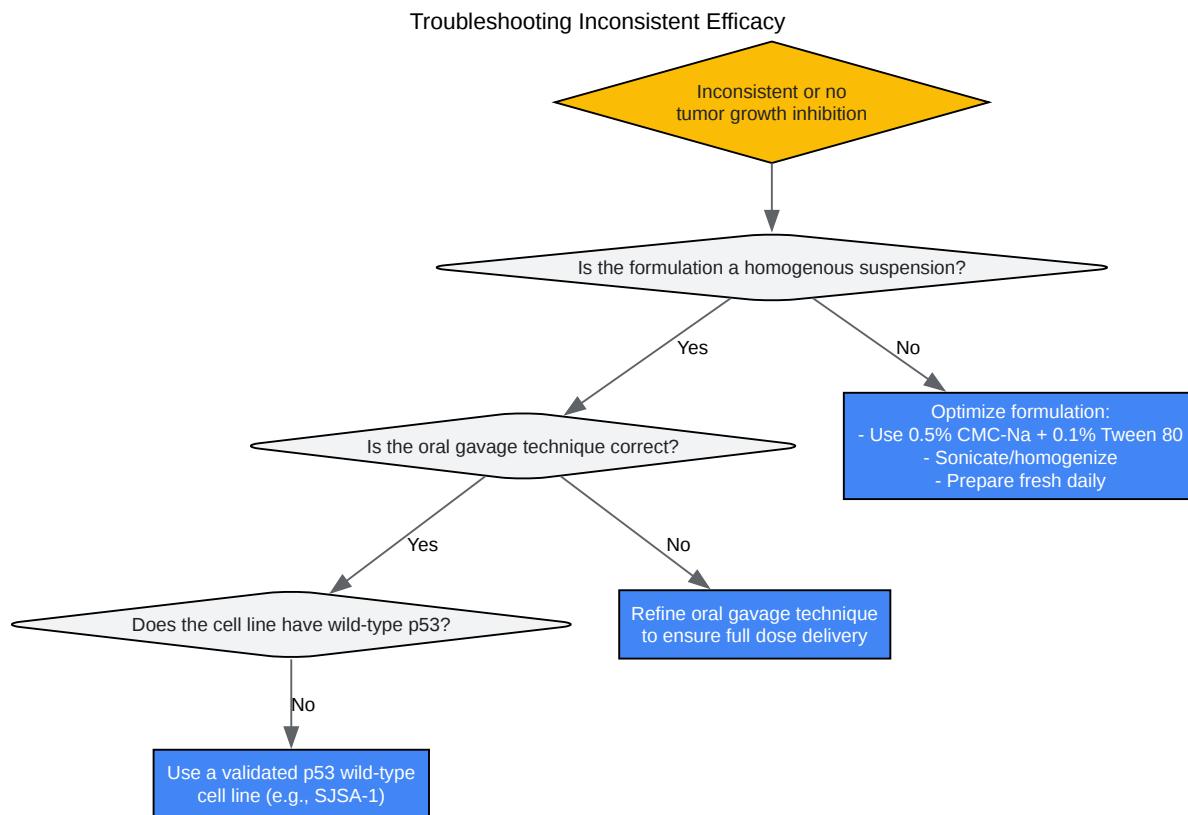 Troubleshooting Inconsistent Efficacy
Inconsistent or no
tumor growth inhibition
Is the formulation a homogenous suspension?
Yes
No
Optimize formulation:
- Use 0.5% CMC-Na + 0.1% Tween 80
- Sonicate/homogenize
- Prepare fresh daily
Is the oral gavage technique correct?
Yes
No
Refine oral gavage technique
to ensure full dose delivery
Does the cell line have wild-type p53?
No
Use a validated p53 wild-type
cell line (e.g., SJSA-1)